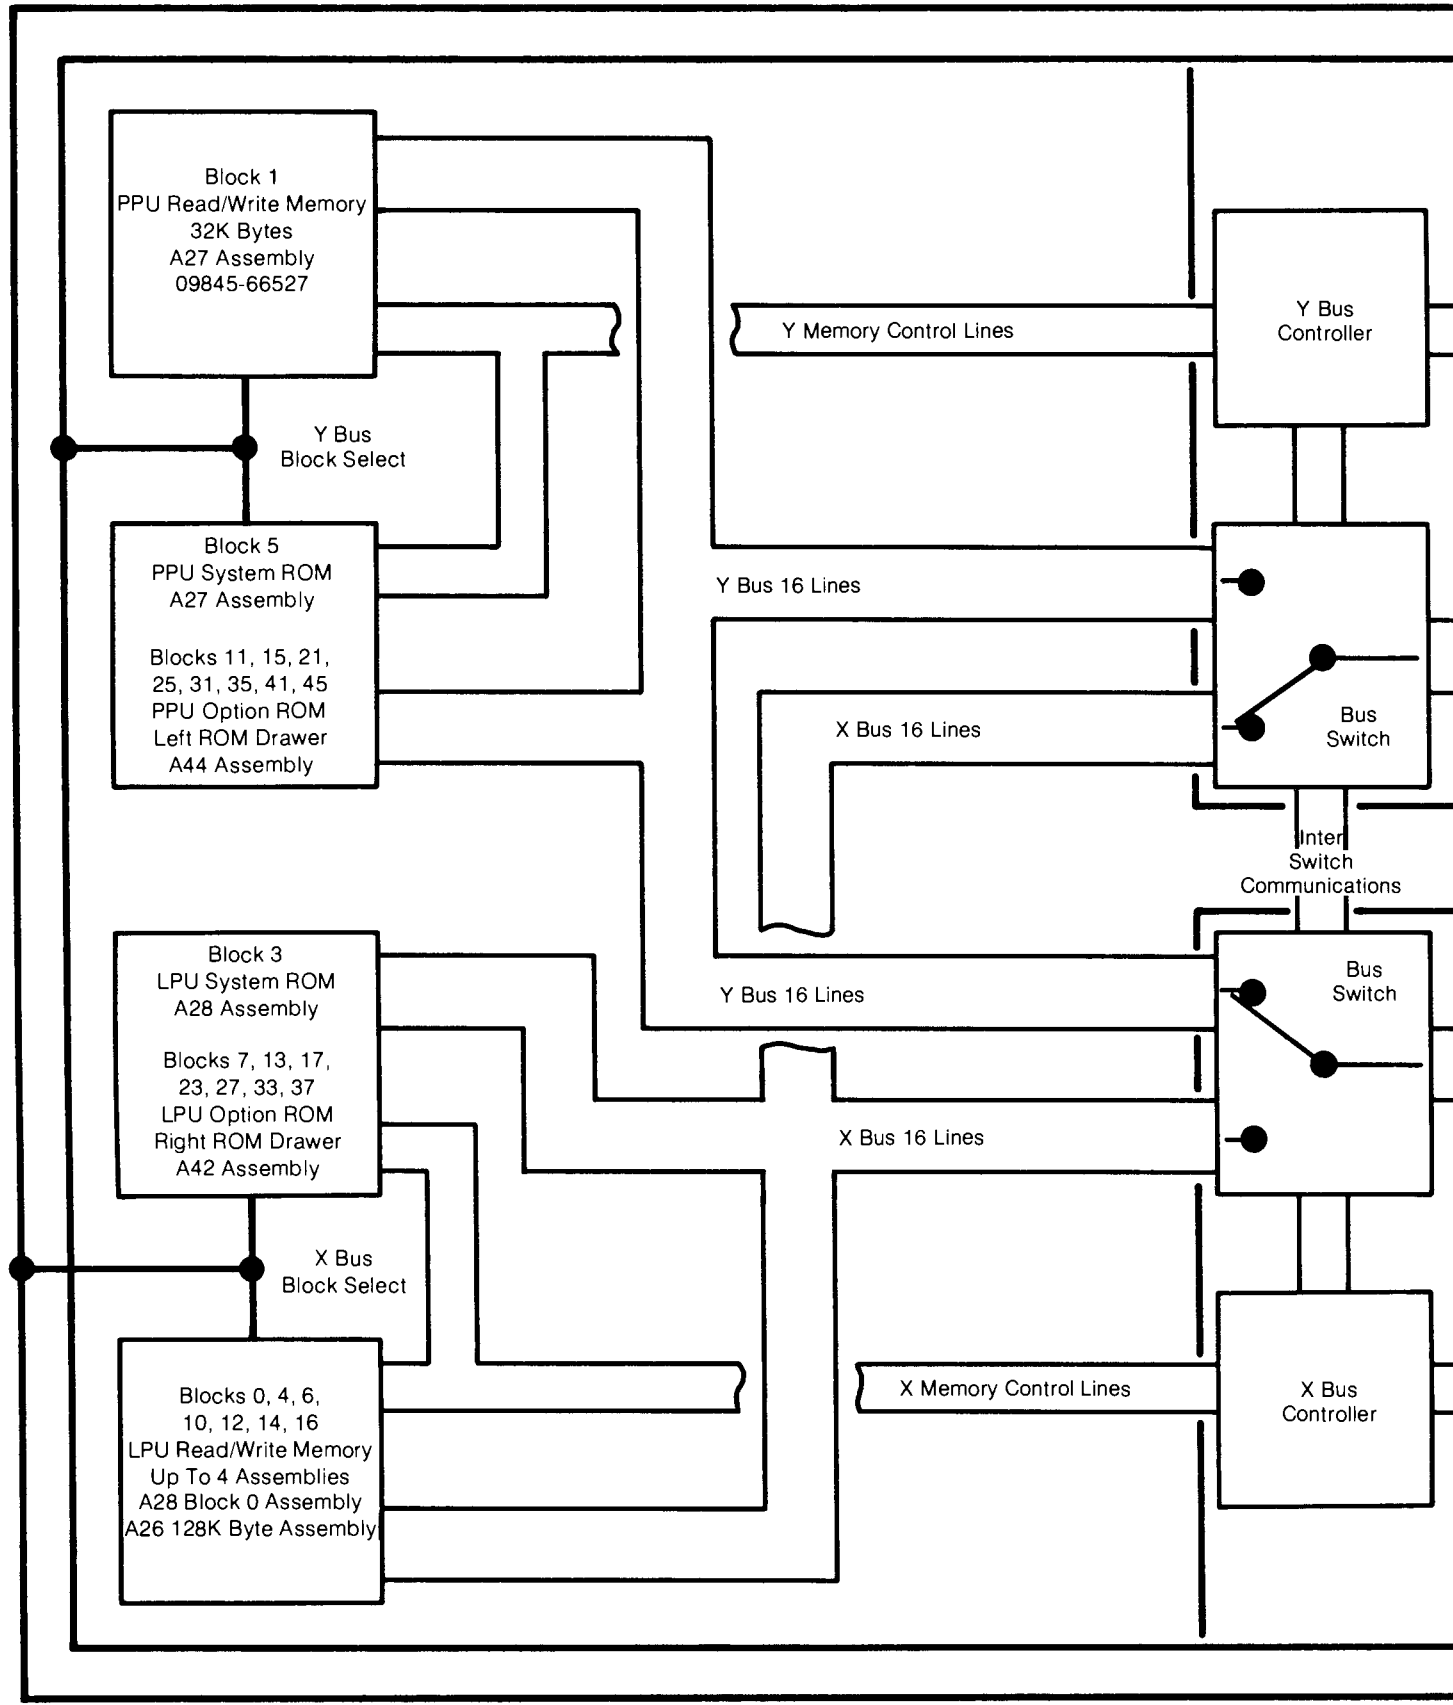 Block 1
PPU Read/Write Memory
32K Bytes
A27 Assembly
09845-66527
Y Memory Control Lines
Y Bus
Controller
Y Bus
Block Select
Block 5
PPU System ROM
A27 Assembly
Blocks 11, 15, 21,
25, 31, 35, 41, 45
PPU Option ROM
Left ROM Drawer
A44 Assembly
Y Bus 16 Lines
X Bus 16 Lines
Bus
Switch
Inter
Switch
Communications
Block 3
LPU System ROM
A28 Assembly
Blocks 7, 13, 17,
23, 27, 33, 37
LPU Option ROM
Right ROM Drawer
A42 Assembly
Y Bus 16 Lines
Bus
Switch
X Bus 16 Lines
X Bus
Block Select
Blocks 0, 4, 6,
10, 12, 14, 16
LPU Read/Write Memory
Up To 4 Assemblies
A28 Block 0 Assembly
A26 128K Byte Assembly
X Memory Control Lines
X Bus
Controller